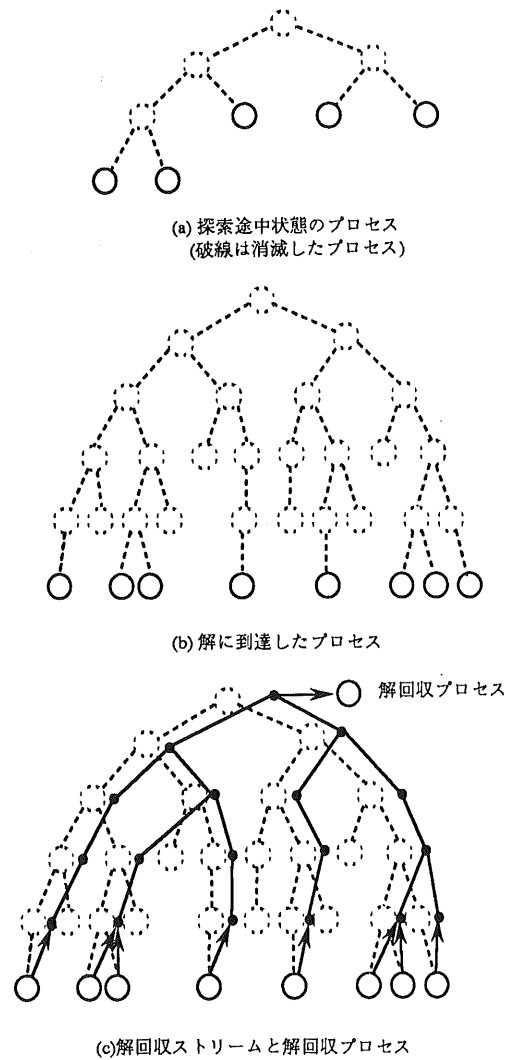 (a) 探索途中状態のプロセス
(破線は消滅したプロセス)
(b) 解に到達したプロセス
解回収プロセス
(c)解回収ストリームと解回収プロセス